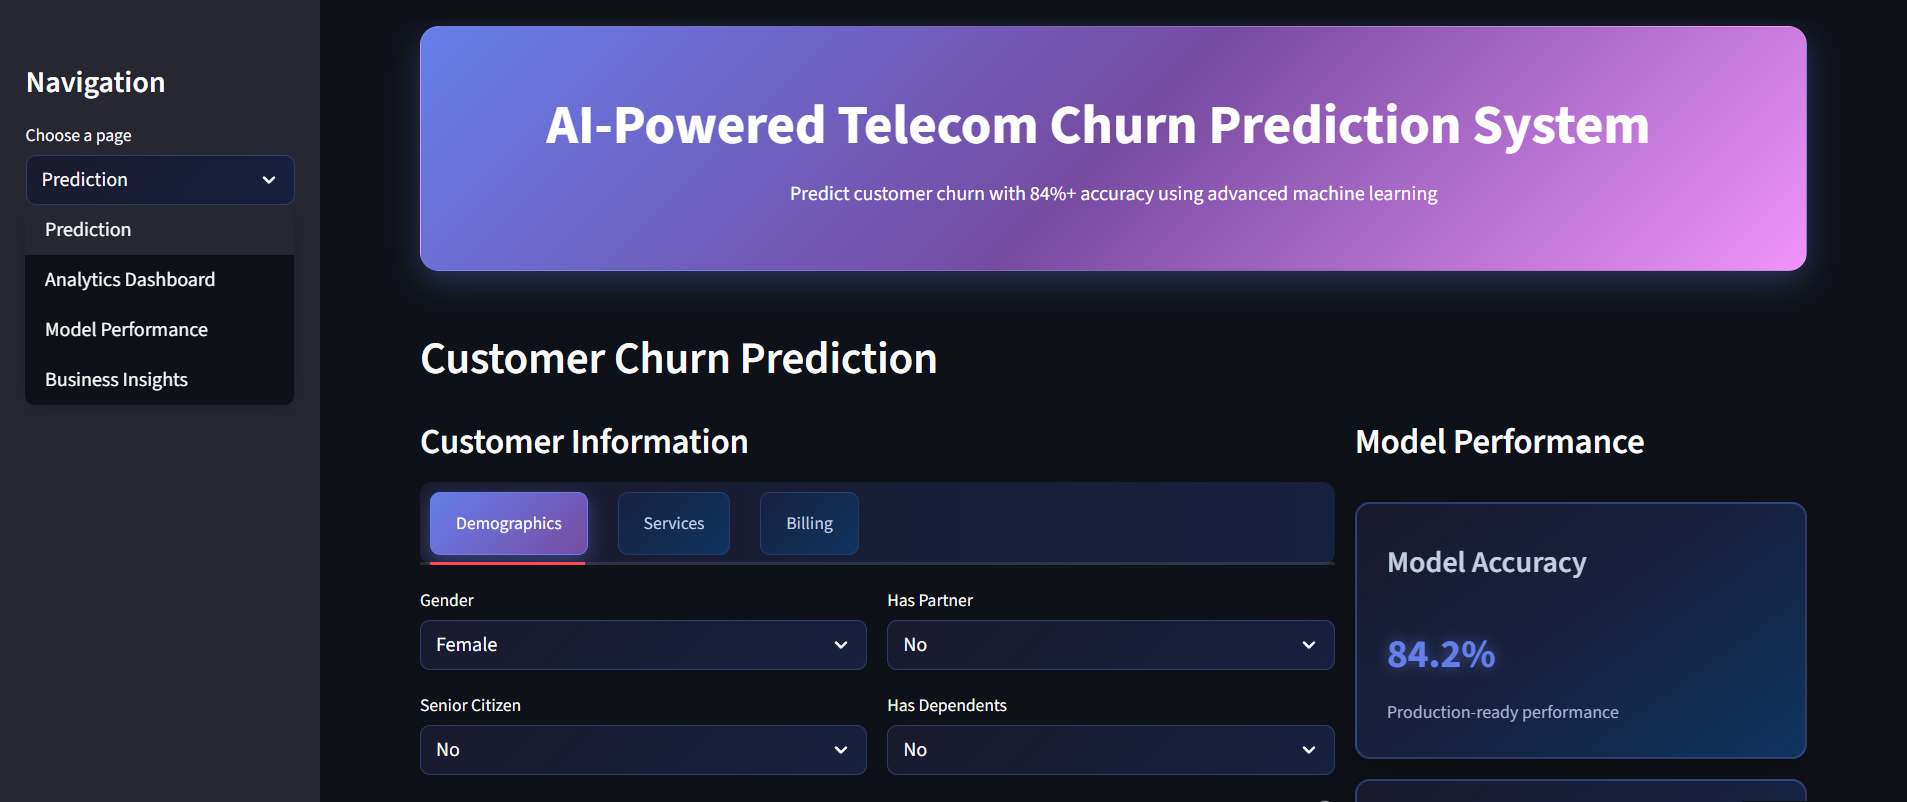 Navigation
Choose a page
Prediction
Prediction
Analytics Dashboard
Model Performance
Business Insights
AI-Powered Telecom Churn Prediction System
Predict customer churn with 84%+ accuracy using advanced machine learning
Customer Churn Prediction
Customer Information
Demographics Services Billing
Gender Has Partner
Female No
Senior Citizen Has Dependents
No No
Model Performance
Model Accuracy
84.2%
Production-ready performance